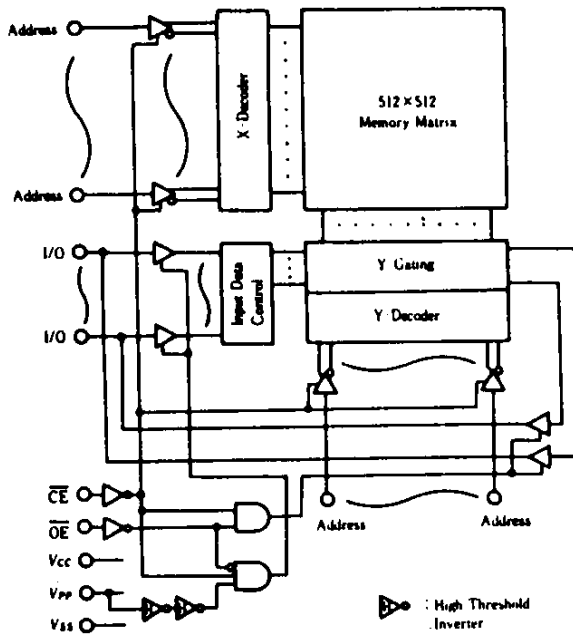 Address
Address
I/O
I/O
X-Decoder
512×512
Memory Matrix
Input Data
Control
Y Gating
Y-Decoder
Address
Address
CE
OE
VCC
VPP
VSS
: High Threshold
Inverter